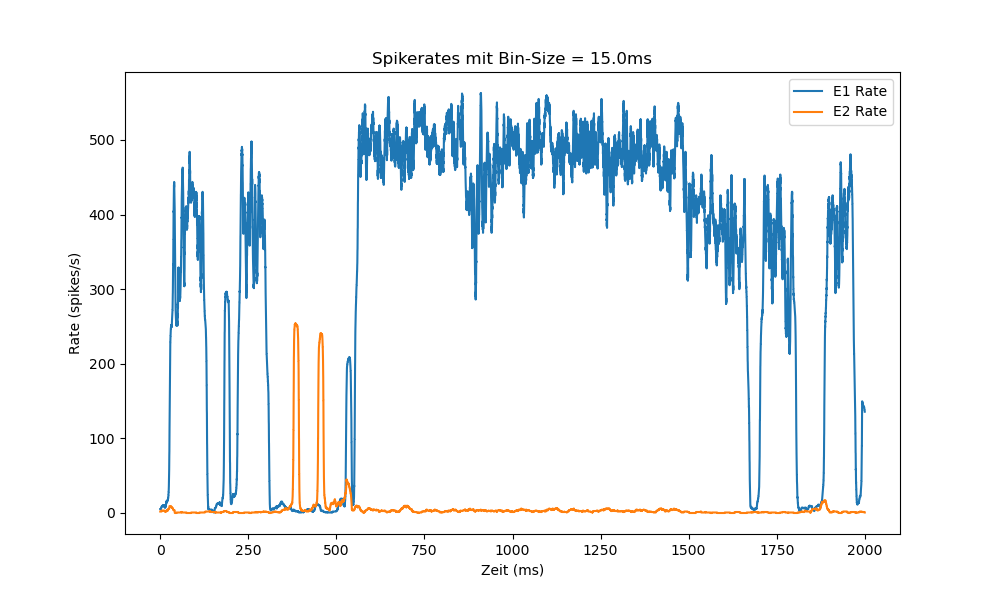 Spikerates mit Bin-Size = 15.0ms
E1 Rate
E2 Rate
Rate (spikes/s)
500
400
300
200
100
0
0 250 500 750 1000 1250 1500 1750 2000
Zeit (ms)